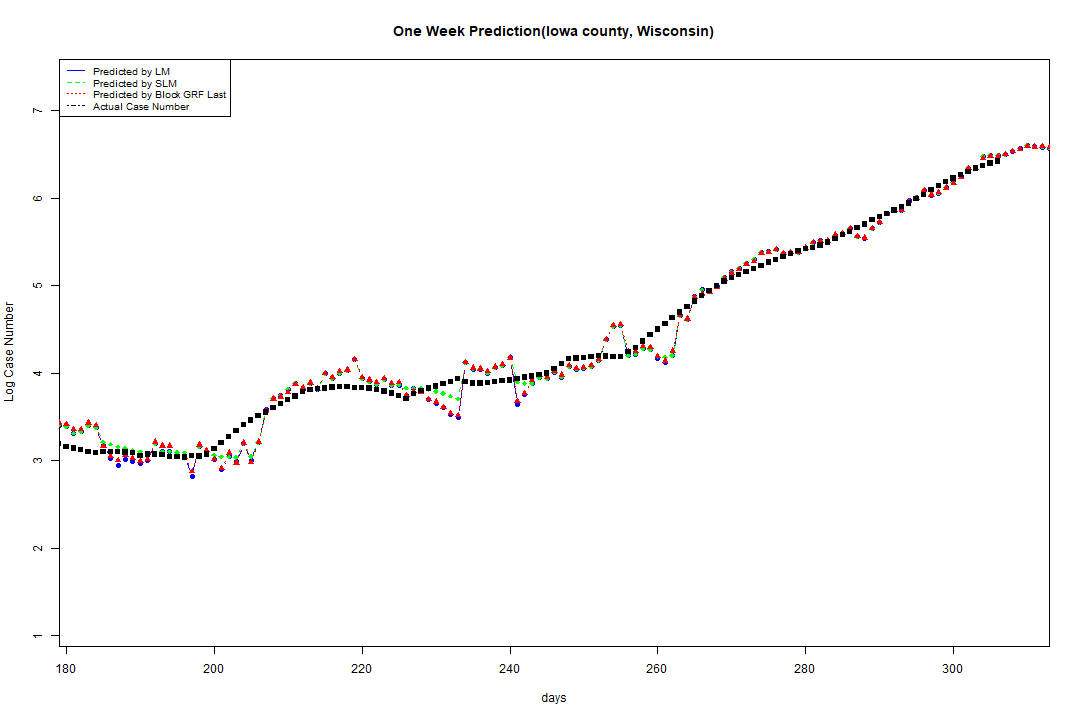 One Week Prediction(Iowa county, Wisconsin)
Predicted by LM
Predicted by SLM
Predicted by Block GRF Last
Actual Case Number
7
6
5
4
3
2
1
Log Case Number
180 200 220 240 260 280 300
days